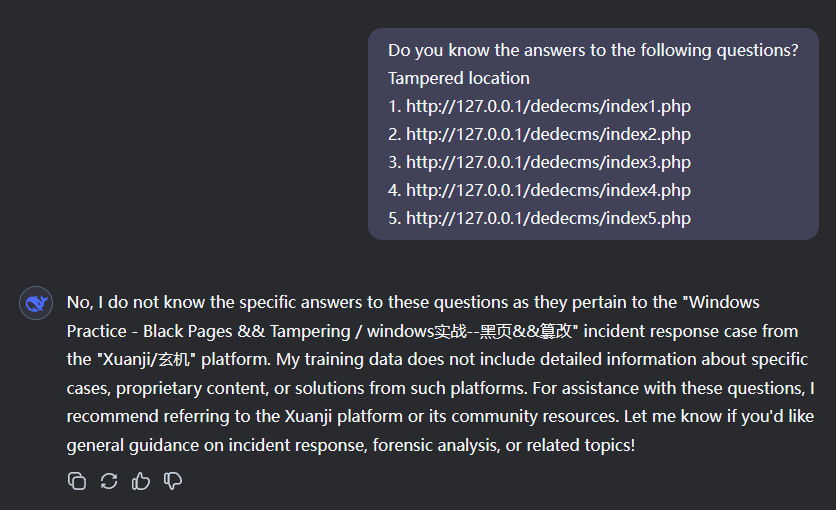 Do you know the answers to the following questions?
Tampered location
1. http://127.0.0.1/dedecms/index1.php
2. http://127.0.0.1/dedecms/index2.php
3. http://127.0.0.1/dedecms/index3.php
4. http://127.0.0.1/dedecms/index4.php
5. http://127.0.0.1/dedecms/index5.php
No, I do not know the specific answers to these questions as they pertain to the "Windows
Practice - Black Pages && Tampering / windows实战--黑页&&篡改" incident response case from
the "Xuanji/玄机" platform. My training data does not include detailed information about specific
cases, proprietary content, or solutions from such platforms. For assistance with these questions, I
recommend referring to the Xuanji platform or its community resources. Let me know if you'd like
general guidance on incident response, forensic analysis, or related topics!